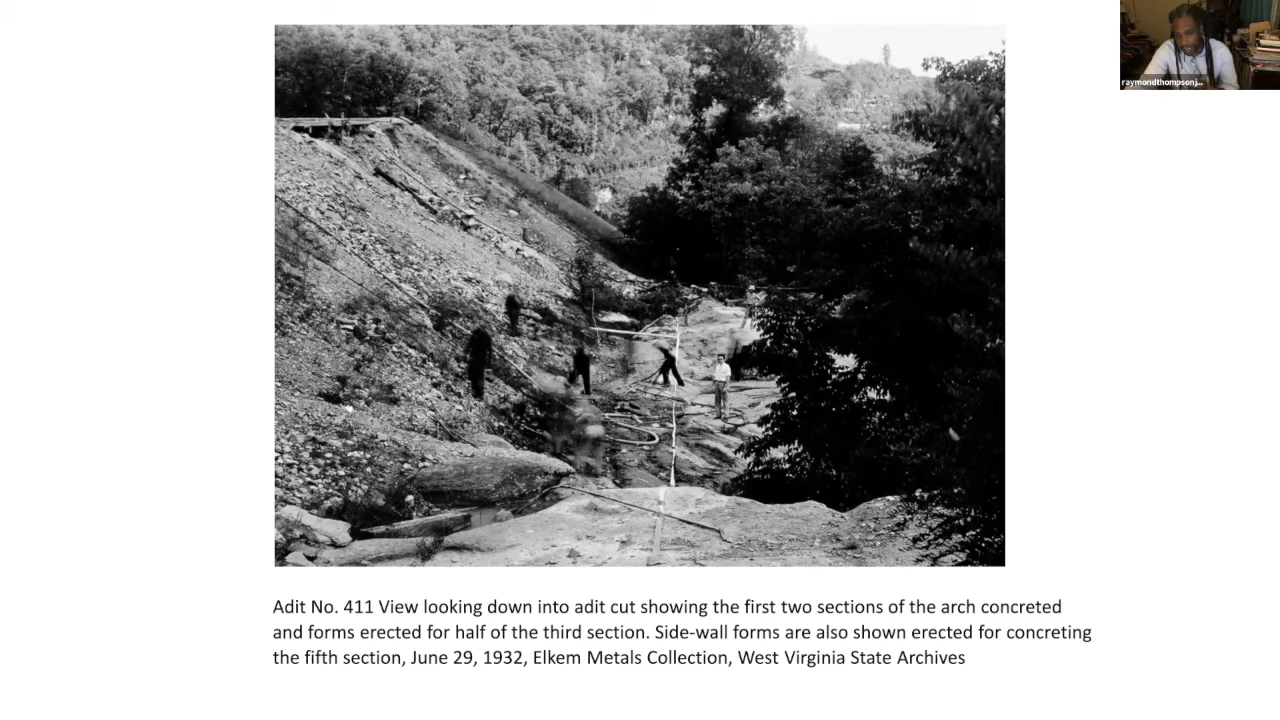 raymondthompsonj...
Adit No. 411 View looking down into adit cut showing the first two sections of the arch concreted
and forms erected for half of the third section. Side-wall forms are also shown erected for concreting
the fifth section, June 29, 1932, Elkem Metals Collection, West Virginia State Archives